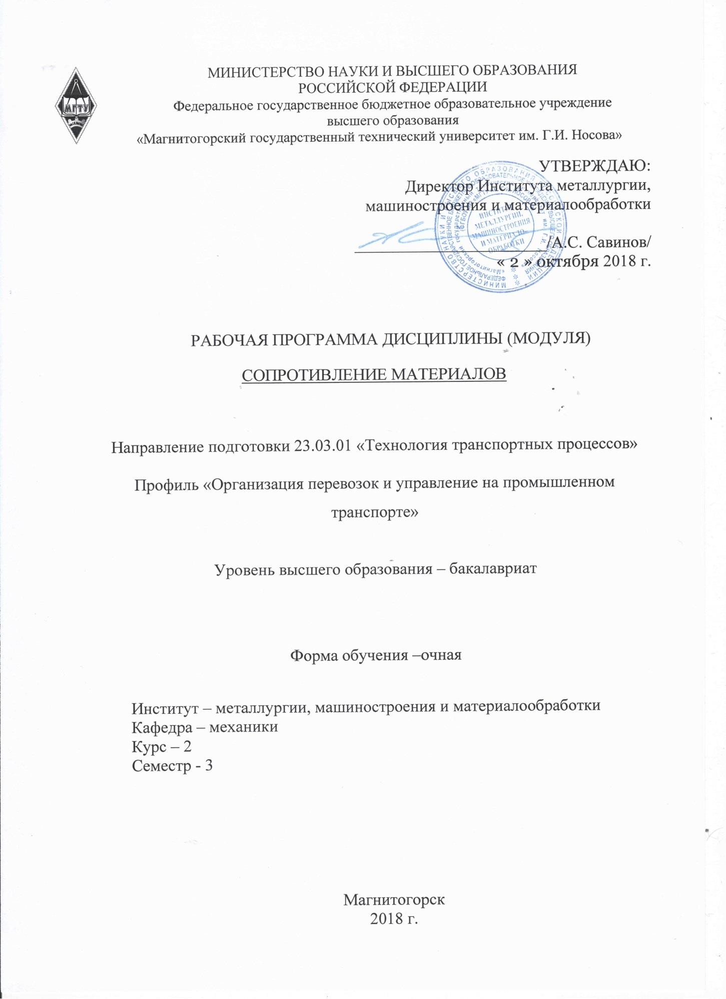 МИНИСТЕРСТВО НАУКИ И ВЫСШЕГО ОБРАЗОВАНИЯ
РОССИЙСКОЙ ФЕДЕРАЦИИ
Федеральное государственное бюджетное образовательное учреждение
высшего образования
«Магнитогорский государственный технический университет им. Г.И. Носова»
МГТУ
УТВЕРЖДАЮ:
Директор Института металлургии,
машиностроения и материалообработки
ИНСТИТУТ
МЕТАЛЛУРГИИ,
МАШИНОСТРОЕНИЯ
И МАТЕРИАЛО-
ОБРАБОТКИ
/А.С. Савинов/
« 2 » октября 2018 г.
РАБОЧАЯ ПРОГРАММА ДИСЦИПЛИНЫ (МОДУЛЯ)
СОПРОТИВЛЕНИЕ МАТЕРИАЛОВ
Направление подготовки 23.03.01 «Технология транспортных процессов»
Профиль «Организация перевозок и управление на промышленном
транспорте»
Уровень высшего образования – бакалавриат
Форма обучения –очная
Институт – металлургии, машиностроения и материалообработки
Кафедра – механики
Курс – 2
Семестр - 3
Магнитогорск
2018 г.